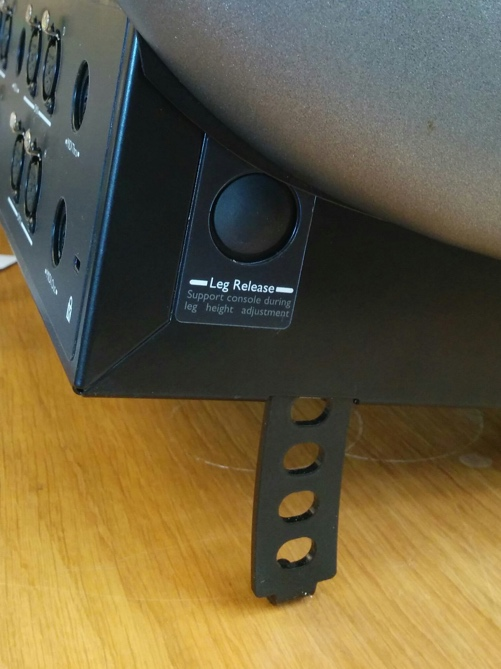 Leg Release
Support console during
leg height adjustment